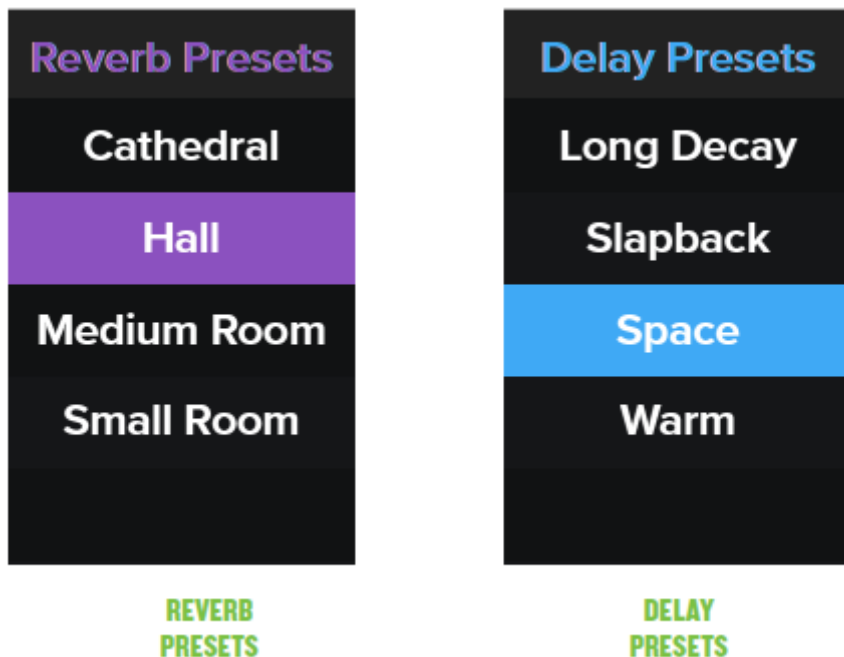 Reverb Presets
Cathedral
Hall
Medium Room
Small Room
REVERB
PRESETS
Delay Presets
Long Decay
Slapback
Space
Warm
DELAY
PRESETS